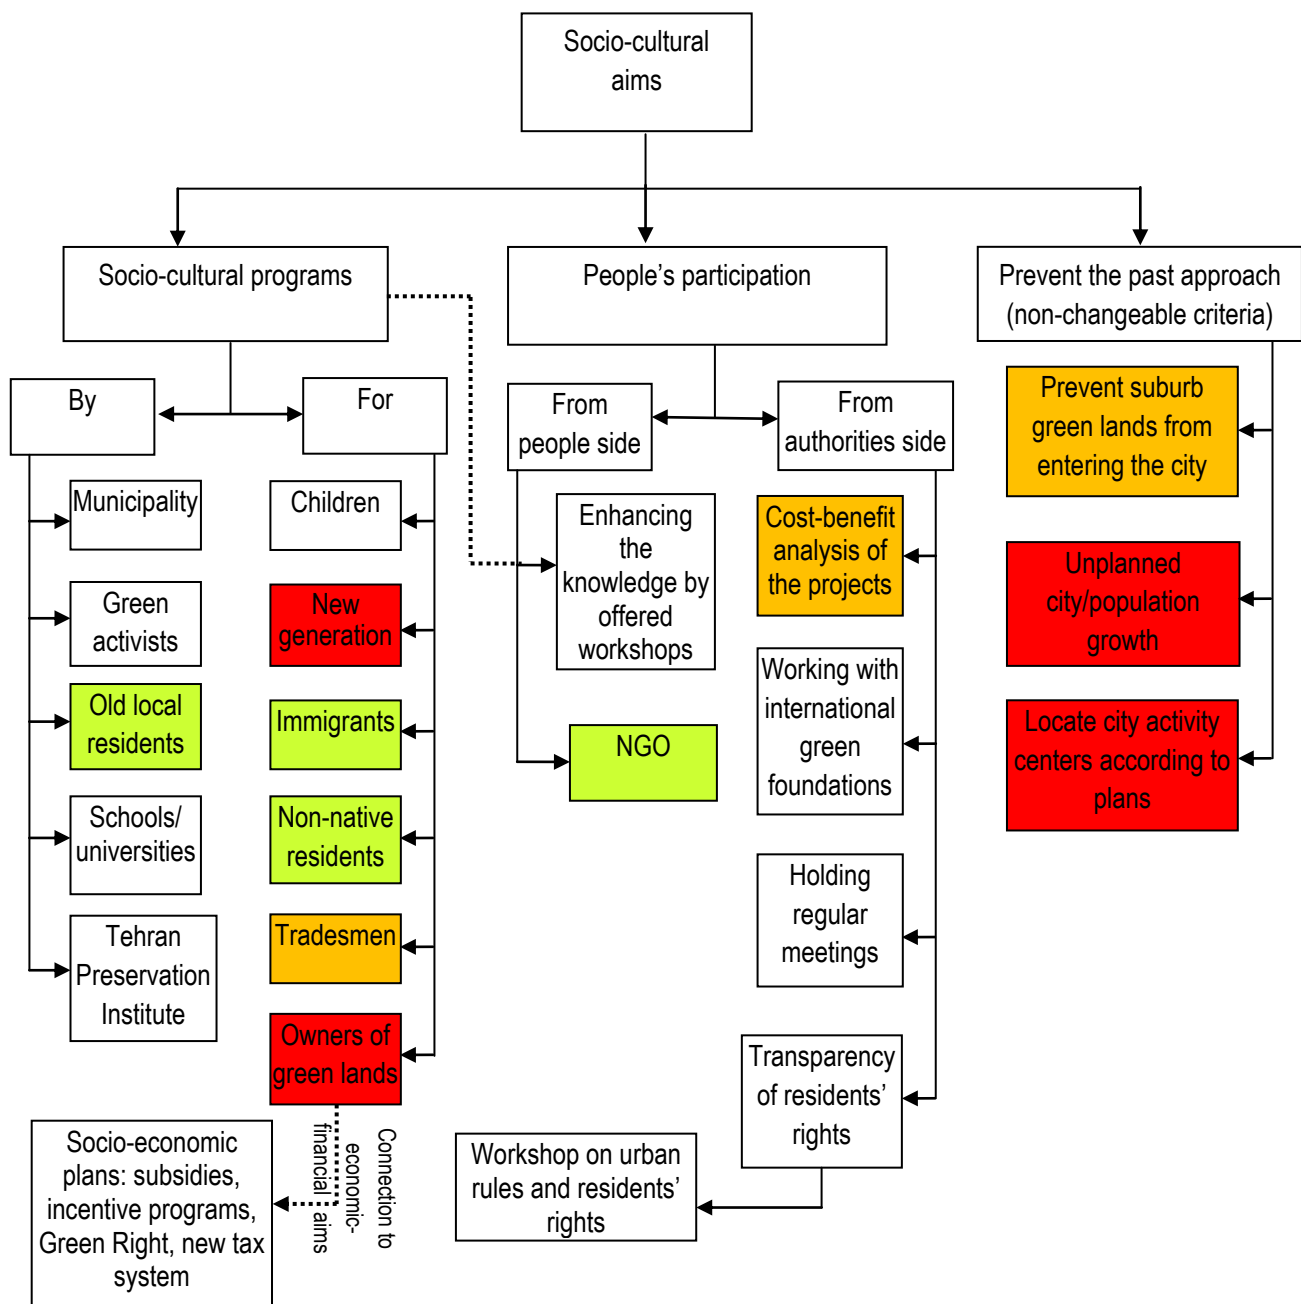 Socio-cultural
aims
Socio-cultural programs
People’s participation
Prevent the past approach
(non-changeable criteria)
By
For
From
people side
From
authorities side
Prevent suburb
green lands from
entering the city
Municipality
Children
Enhancing
the
knowledge by
offered
workshops
Cost-benefit
analysis of
the projects
Unplanned
city/population
growth
Green
activists
New
generation
Old local
residents
Immigrants
NGO
Working with
international
green
foundations
Locate city activity
centers according to
plans
Schools/
universities
Non-native
residents
Holding
regular
meetings
Tehran
Preservation
Institute
Tradesmen
Owners of
green lands
Transparency
of residents’
rights
Socio-economic
plans: subsidies,
incentive programs,
Green Right, new tax
system
Connection to
economic-
financial aims
Workshop on urban
rules and residents’
rights